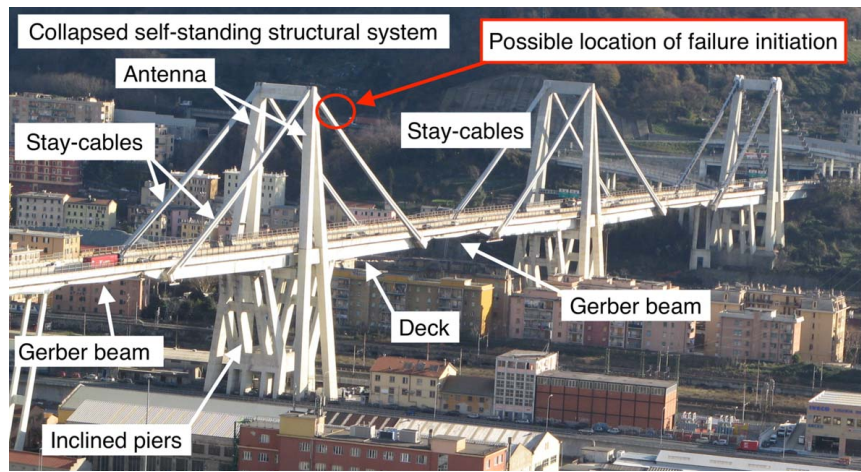 Collapsed self-standing structural system
Possible location of failure initiation
Antenna
Stay-cables
Stay-cables
Gerber beam
Deck
Gerber beam
Inclined piers